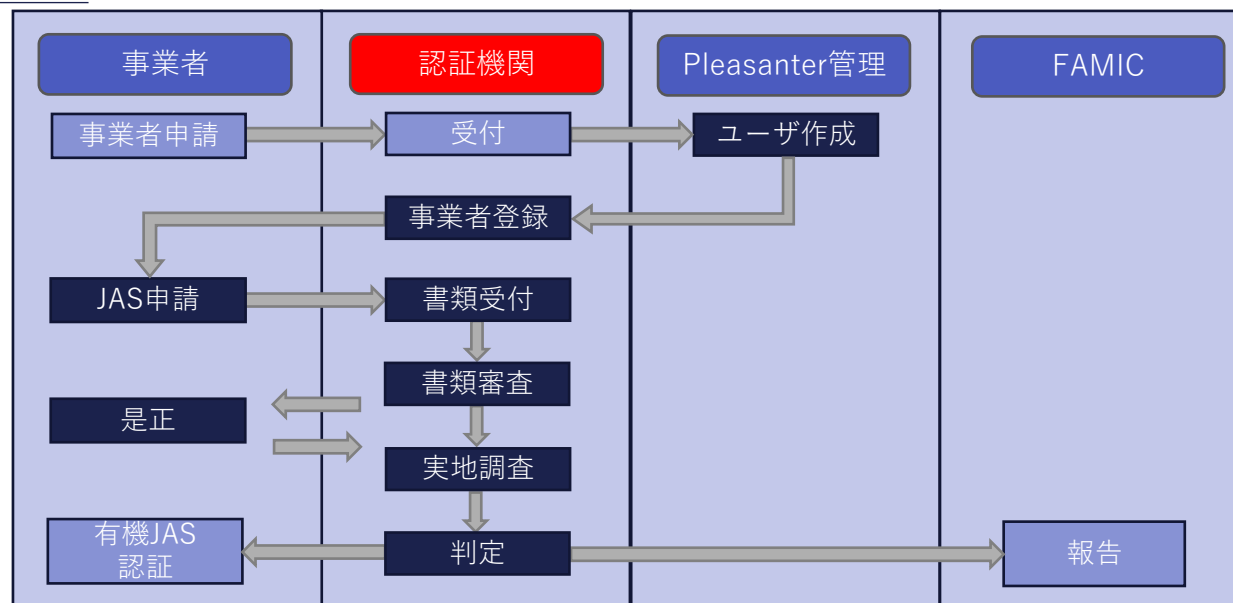 事業者
認証機関
Pleasanter管理
FAMIC
事業者申請
受付
ユーザ作成
事業者登録
JAS申請
書類受付
書類審査
是正
実地調査
有機JAS
認証
判定
報告